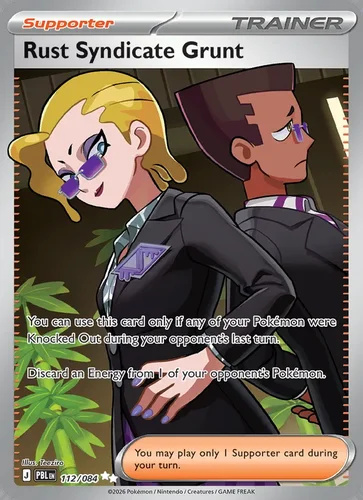 Supporter
TRAINER
Rust Syndicate Grunt
You can use this card only if any of your Pokémon were
Knocked Out during your opponent's last turn.
Discard an Energy from 1 of your opponent's Pokémon.
Illus. Teeziro
J PBL EN 112/084
You may play only 1 Supporter card during
your turn.
©2026 Pokémon / Nintendo / Creatures / GAME FREAK